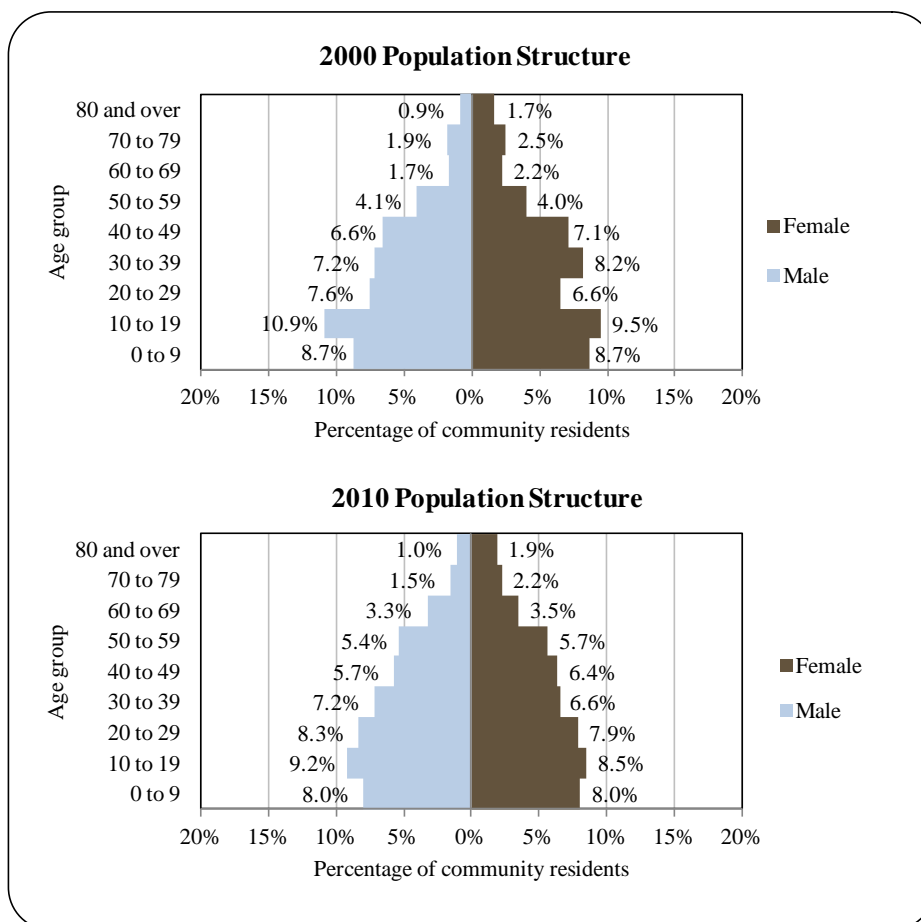 2000 Population Structure
80 and over 0.9% 1.7%
70 to 79 1.9% 2.5%
60 to 69 1.7% 2.2%
50 to 59 4.1% 4.0%
40 to 49 6.6% 7.1%
30 to 39 7.2% 8.2%
20 to 29 7.6% 6.6%
10 to 19 10.9% 9.5%
0 to 9 8.7% 8.7%
Age group
20% 15% 10% 5% 0% 5% 10% 15% 20%
Percentage of community residents
Female
Male
2010 Population Structure
80 and over 1.0% 1.9%
70 to 79 1.5% 2.2%
60 to 69 3.3% 3.5%
50 to 59 5.4% 5.7%
40 to 49 5.7% 6.4%
30 to 39 7.2% 6.6%
20 to 29 8.3% 7.9%
10 to 19 9.2% 8.5%
0 to 9 8.0% 8.0%
Age group
20% 15% 10% 5% 0% 5% 10% 15% 20%
Percentage of community residents
Female
Male